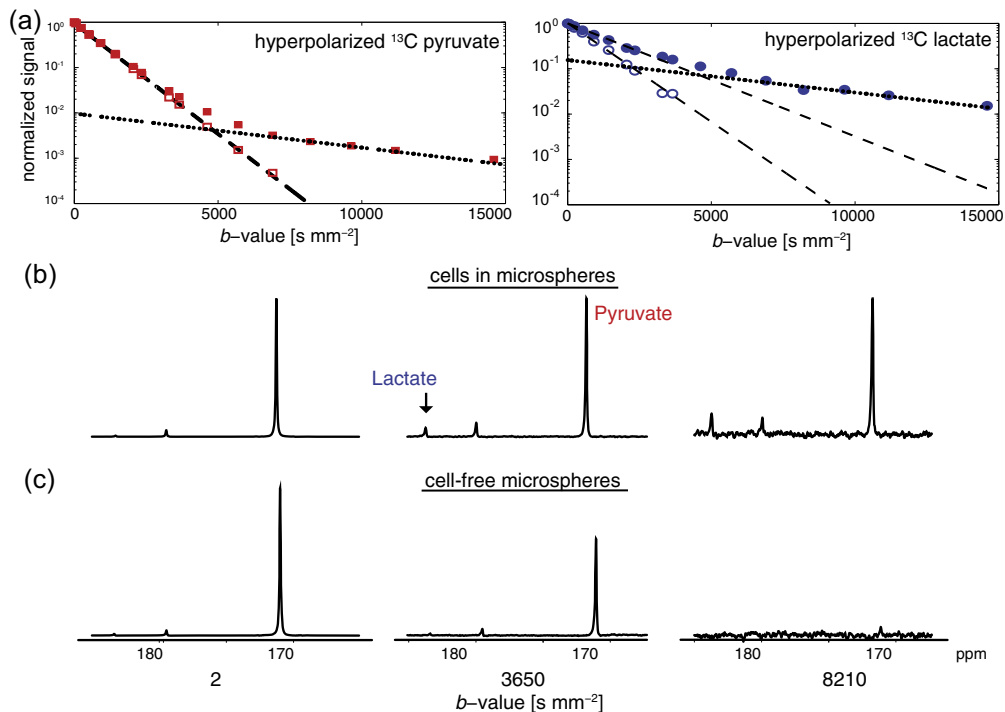 (a)
hyperpolarized ¹³C pyruvate
normalized signal
10⁰
10⁻¹
10⁻²
10⁻³
10⁻⁴
0 5000 10000 15000
b–value [s mm⁻²]
hyperpolarized ¹³C lactate
10⁰
10⁻¹
10⁻²
10⁻³
10⁻⁴
0 5000 10000 15000
b–value [s mm⁻²]
(b)
cells in microspheres
Pyruvate
Lactate
(c)
cell-free microspheres
180 170 180 170 180 170 ppm
2 3650 8210
b–value [s mm⁻²]